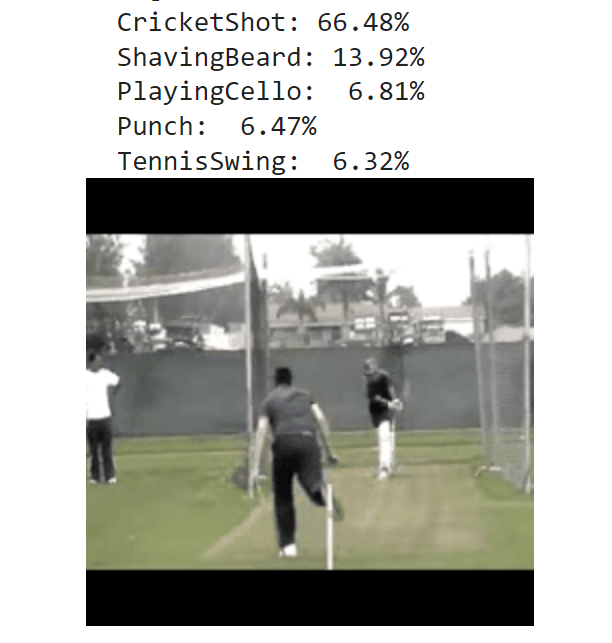 CricketShot: 66.48%
ShavingBeard: 13.92%
PlayingCello:  6.81%
Punch:  6.47%
TennisSwing:  6.32%